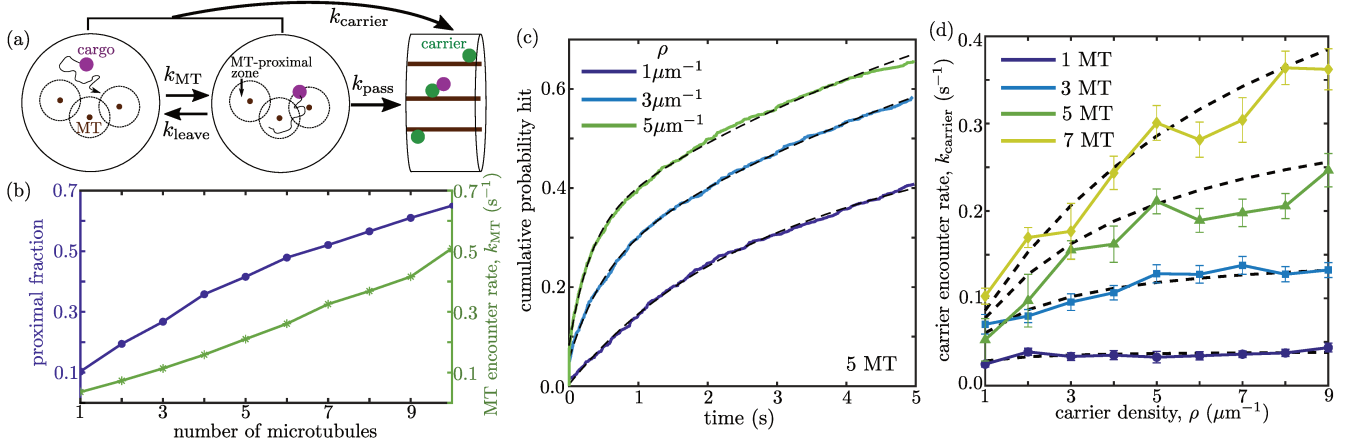 (a)
cargo
MT
k_MT
k_leave
MT-proximal
zone
k_pass
k_carrier
carrier
(b)
proximal fraction
0.7
0.5
0.3
0.1
1 3 5 7 9
number of microtubules
0.7
0.5
0.3
0.1
MT encounter rate, k_MT (s⁻¹)
(c)
cumulative probability hit
0.6
0.4
0.2
0.0
ρ
1μm⁻¹
3μm⁻¹
5μm⁻¹
5 MT
0 1 2 3 4 5
time (s)
(d)
carrier encounter rate, k_carrier (s⁻¹)
0.4
0.3
0.2
0.1
0.0
1 MT
3 MT
5 MT
7 MT
1 3 5 7 9
carrier density, ρ (μm⁻¹)